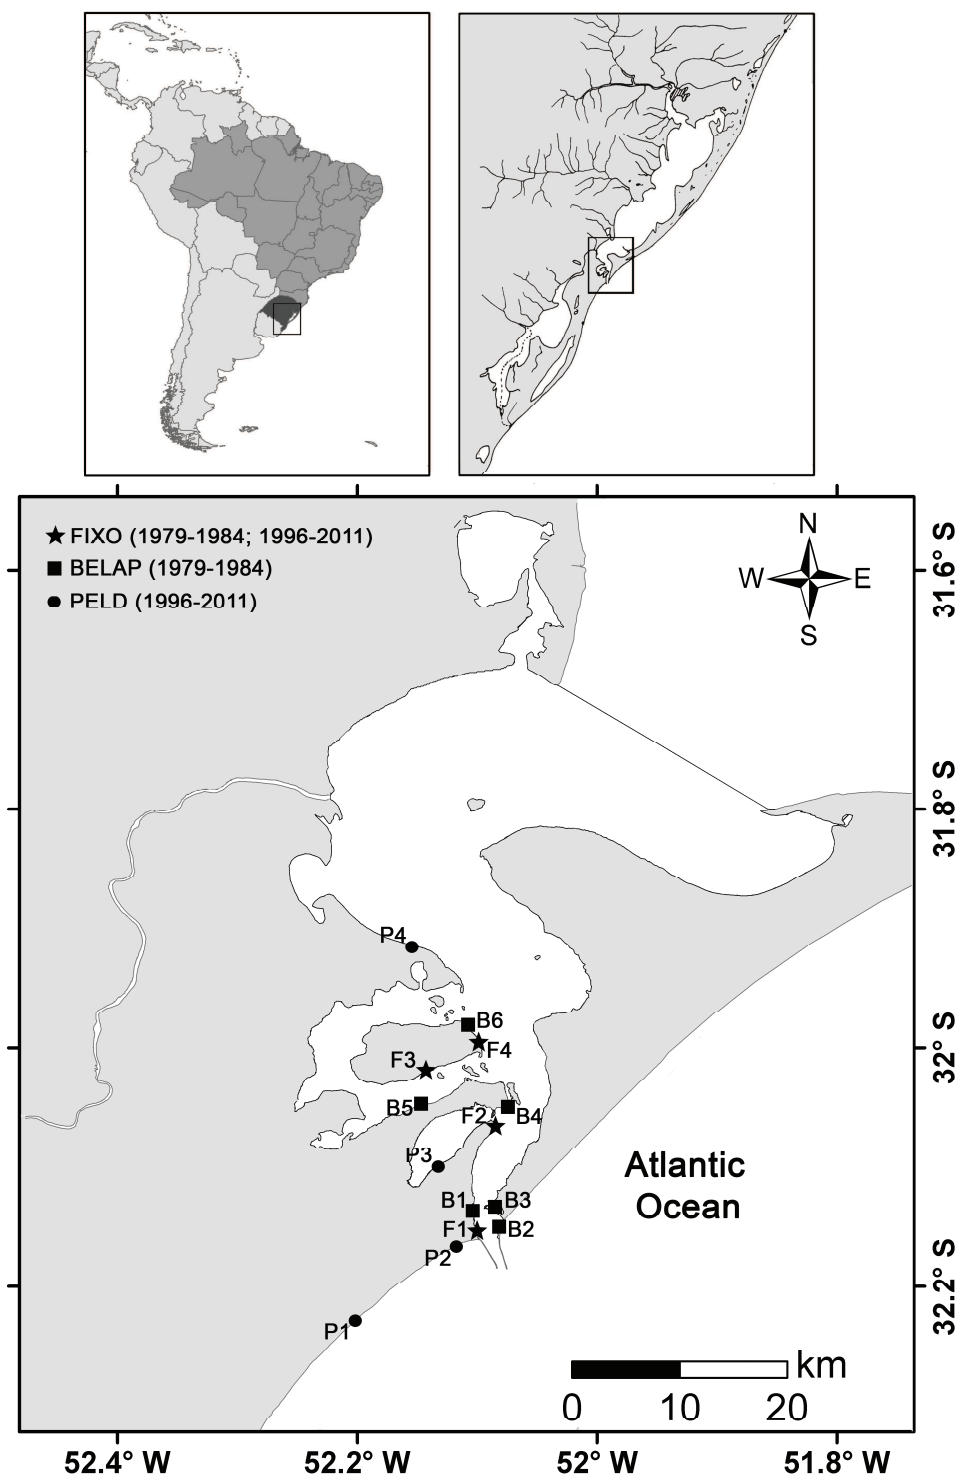 FIXO (1979-1984; 1996-2011)
BELAP (1979-1984)
PELD (1996-2011)
N
W E
S
31.6° S
31.8° S
P4
B6
F4
32° S
F3
B5
F2 B4
P3
Atlantic
Ocean
B1 B3
F1 B2
P2
32.2° S
P1
km
0 10 20
52.4° W 52.2° W 52° W 51.8° W